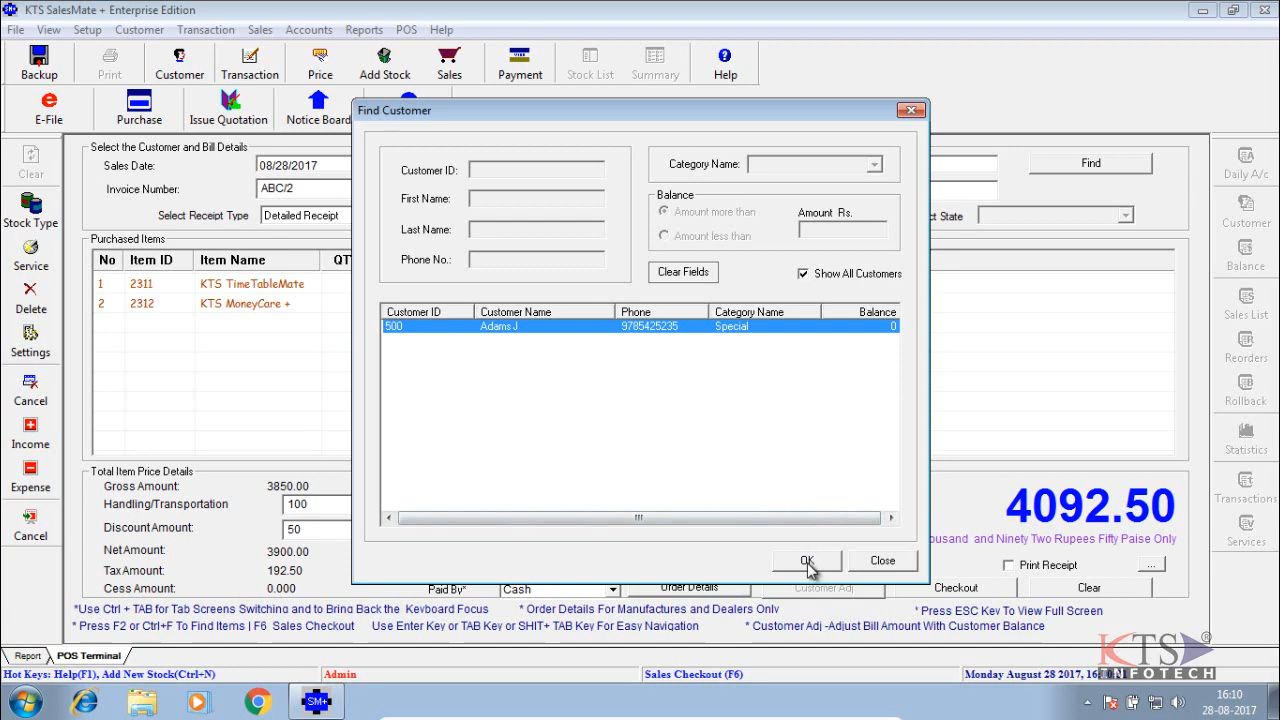 KTS SalesMate + Enterprise Edition
File View Setup Customer Transaction Sales Accounts Reports POS Help
Backup Print Customer Transaction Price Add Stock Sales Payment Stock List Summary Help
E-File Purchase Issue Quotation Notice Board
Clear
Stock Type
Service
Delete
Settings
Cancel
Income
Expense
Cancel
Select the Customer and Bill Details
Sales Date: 08/28/2017
Invoice Number: ABC/2
Select Receipt Type Detailed Receipt
Find
ct State
Purchased Items
No Item ID Item Name QT
1 2311 KTS TimeTableMate
2 2312 KTS MoneyCare +
Find Customer
Customer ID:
First Name:
Last Name:
Phone No.:
Category Name:
Balance
Amount more than
Amount less than
Amount Rs.
Clear Fields
Show All Customers
Customer ID Customer Name Phone Category Name Balance
500 Adams J 9785425235 Special 0
OK Close
Total Item Price Details
Gross Amount: 3850.00
Handling/Transportation 100
Discount Amount: 50
Net Amount: 3900.00
Tax Amount: 192.50
Cess Amount: 0.000
Paid By* Cash
Order Details
Customer Adj
4092.50
ousand and Ninety Two Rupees Fifty Paise Only
Print Receipt ...
Checkout Clear
Daily A/c
Customer
Balance
Sales List
Reorders
Rollback
Statistics
Transactions
Services
*Use Ctrl + TAB for Tab Screens Switching and to Bring Back the Keyboard Focus * Order Details For Manufactures and Dealers Only * Press ESC Key To View Full Screen
* Press F2 or Ctrl+F To Find Items | F6 Sales Checkout Use Enter Key or TAB Key or SHIT+ TAB Key For Easy Navigation * Customer Adj -Adjust Bill Amount With Customer Balance
Report POS Terminal
KTS ®
INFOTECH
Hot Keys: Help(F1), Add New Stock(Ctrl+N) Admin Sales Checkout (F6) Monday August 28 2017,
SM+
16:10
28-08-2017